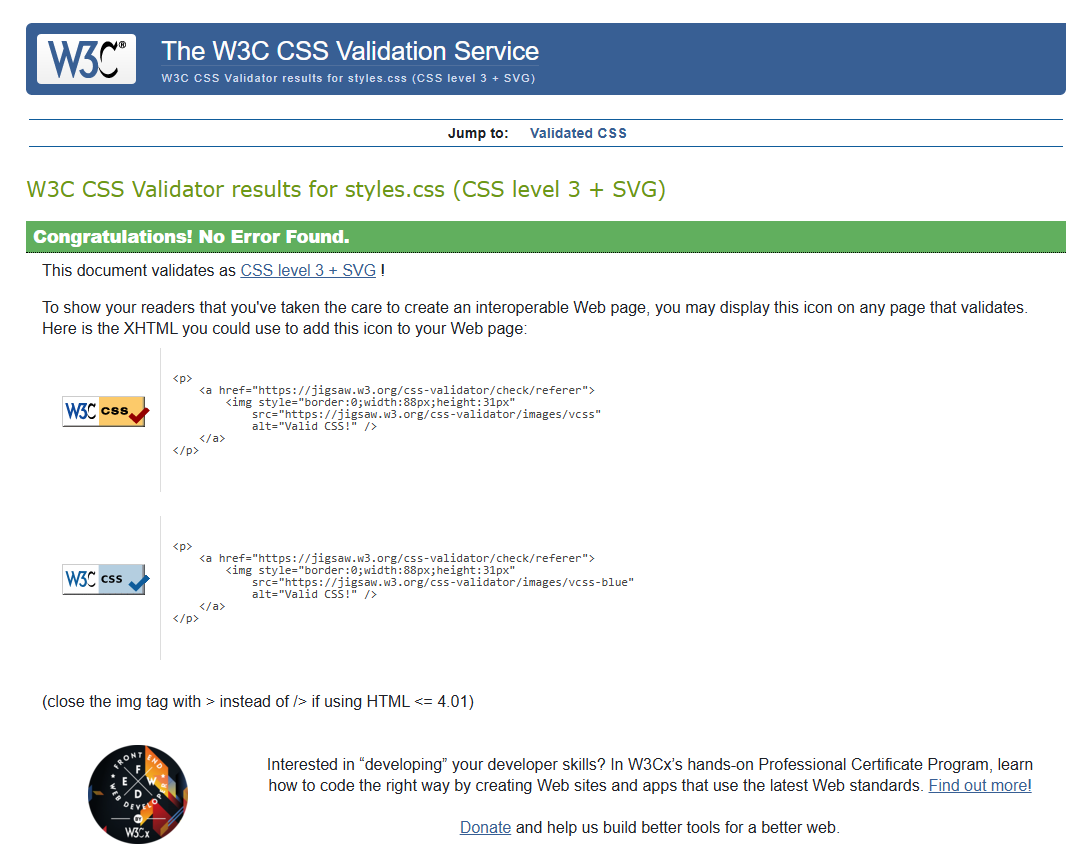 W3C®
The W3C CSS Validation Service
W3C CSS Validator results for styles.css (CSS level 3 + SVG)
Jump to: Validated CSS
W3C CSS Validator results for styles.css (CSS level 3 + SVG)
Congratulations! No Error Found.
This document validates as CSS level 3 + SVG !
To show your readers that you've taken the care to create an interoperable Web page, you may display this icon on any page that validates.
Here is the XHTML you could use to add this icon to your Web page:
W3C CSS
<p>
    <a href="https://jigsaw.w3.org/css-validator/check/referer">
        <img style="border:0;width:88px;height:31px"
            src="https://jigsaw.w3.org/css-validator/images/vcss"
            alt="Valid CSS!" />
    </a>
</p>
W3C CSS
<p>
    <a href="https://jigsaw.w3.org/css-validator/check/referer">
        <img style="border:0;width:88px;height:31px"
            src="https://jigsaw.w3.org/css-validator/images/vcss-blue"
            alt="Valid CSS!" />
    </a>
</p>
(close the img tag with > instead of /> if using HTML <= 4.01)
FRONT END
F
E W
D
WEB DEVELOPER
BY
W3Cx
Interested in “developing” your developer skills? In W3Cx’s hands-on Professional Certificate Program, learn
how to code the right way by creating Web sites and apps that use the latest Web standards. Find out more!
Donate and help us build better tools for a better web.